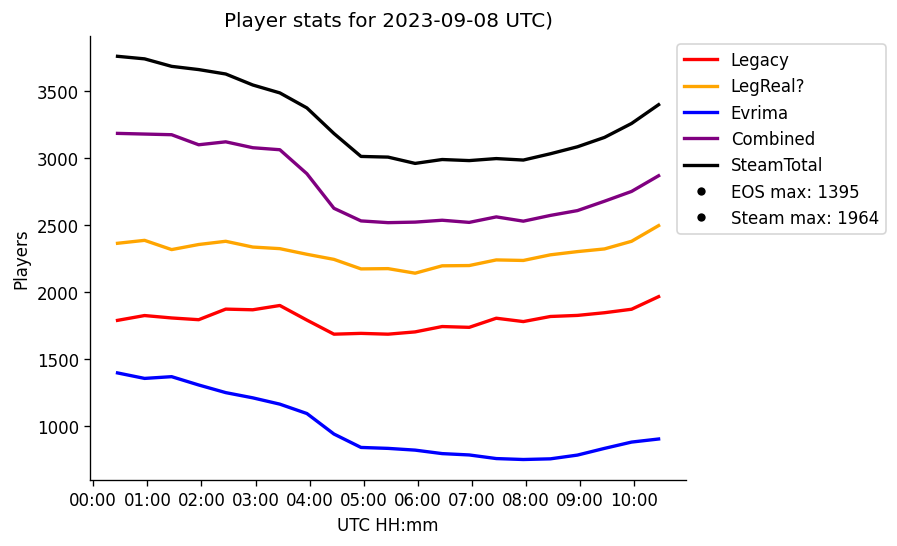 Player stats for 2023-09-08 UTC)
Legacy
LegReal?
Evrima
Combined
SteamTotal
EOS max: 1395
Steam max: 1964
Players
3500
3000
2500
2000
1500
1000
00:00 01:00 02:00 03:00 04:00 05:00 06:00 07:00 08:00 09:00 10:00
UTC HH:mm